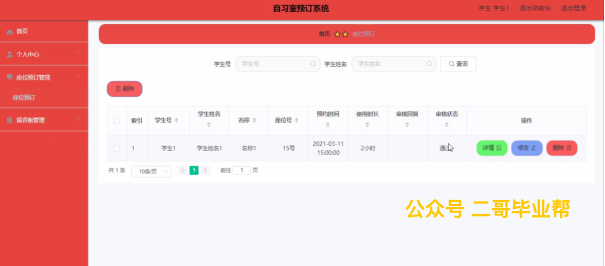 自习室预订系统
学生 学生1 退出到前台 退出登录
首页
个人中心
座位预订管理
座位预订
留言板管理
首页 座位预订
学生号 学生号 学生姓名 学生姓名 查询
删除
索引 学生号 学生姓名 名称 座位号 预约时间 使用时长 审核回复 审核状态 操作
1 学生1 学生姓名1 名称1 15号 2021-03-11 15:00:00 2小时 通过 详情 修改 删除
共 1 条 10条/页 1 前往 1 页
公众号 二哥毕业帮